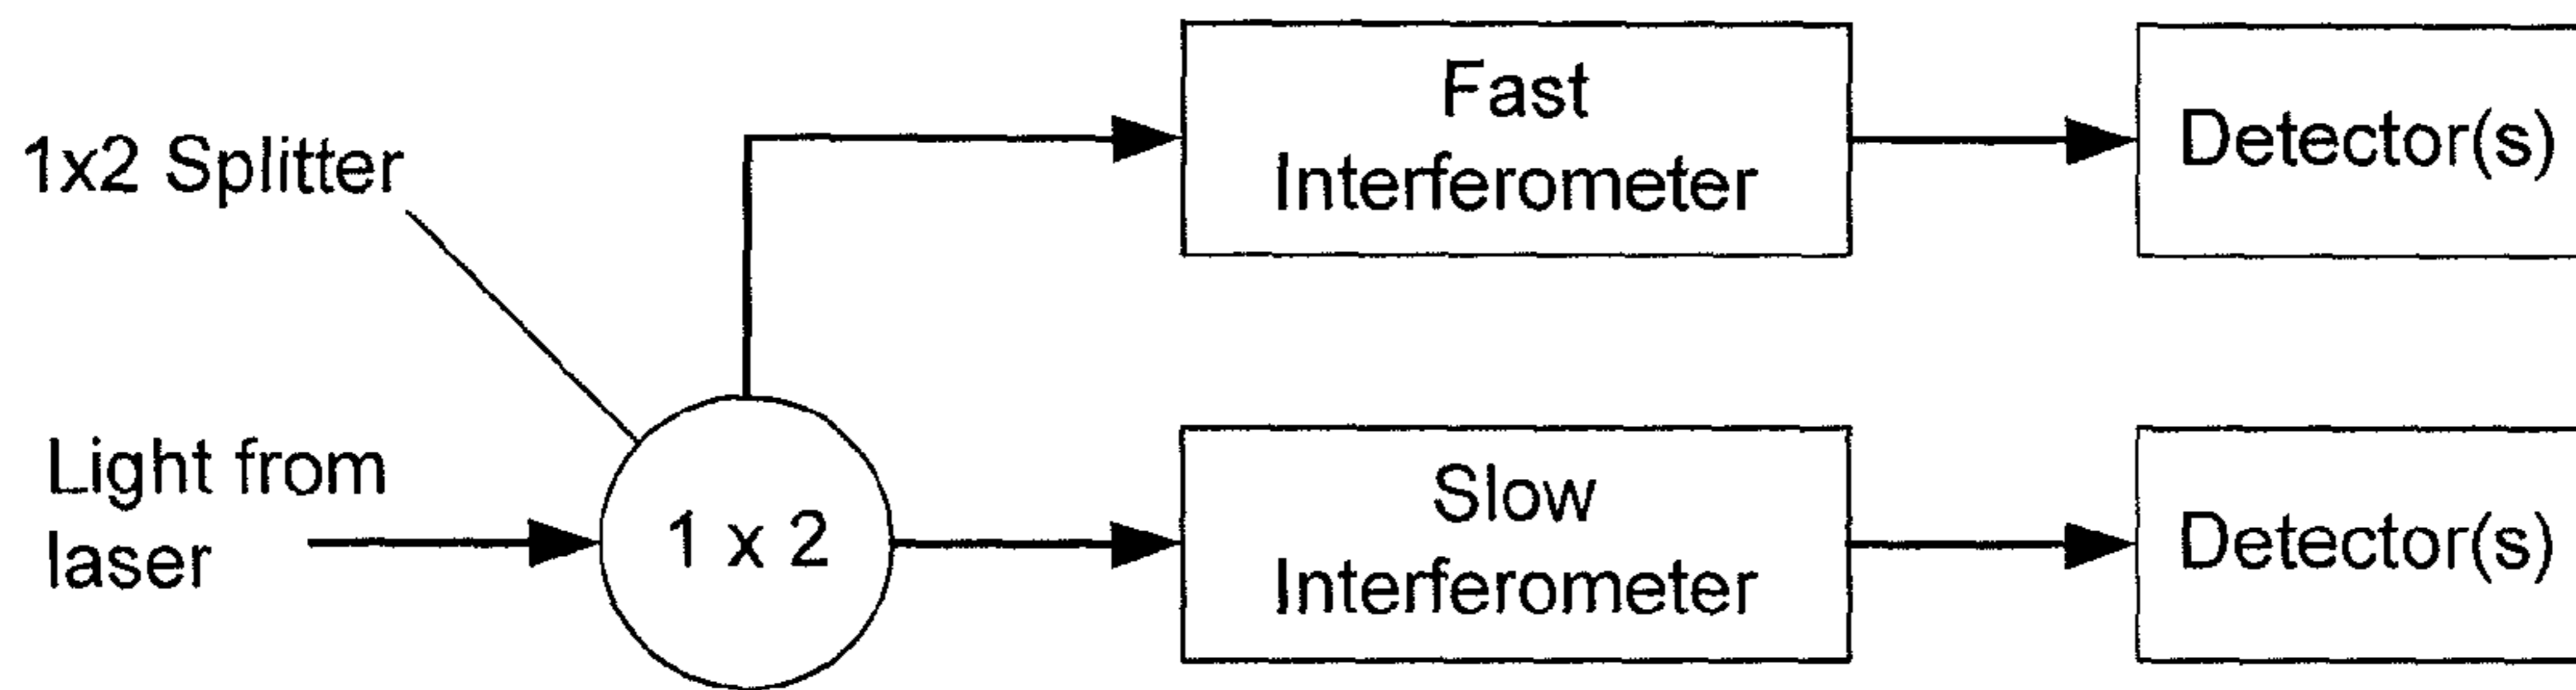 Fast
Interferometer
Detector(s)
1x2 Splitter
Light from
laser
1 x 2
Slow
Interferometer
Detector(s)